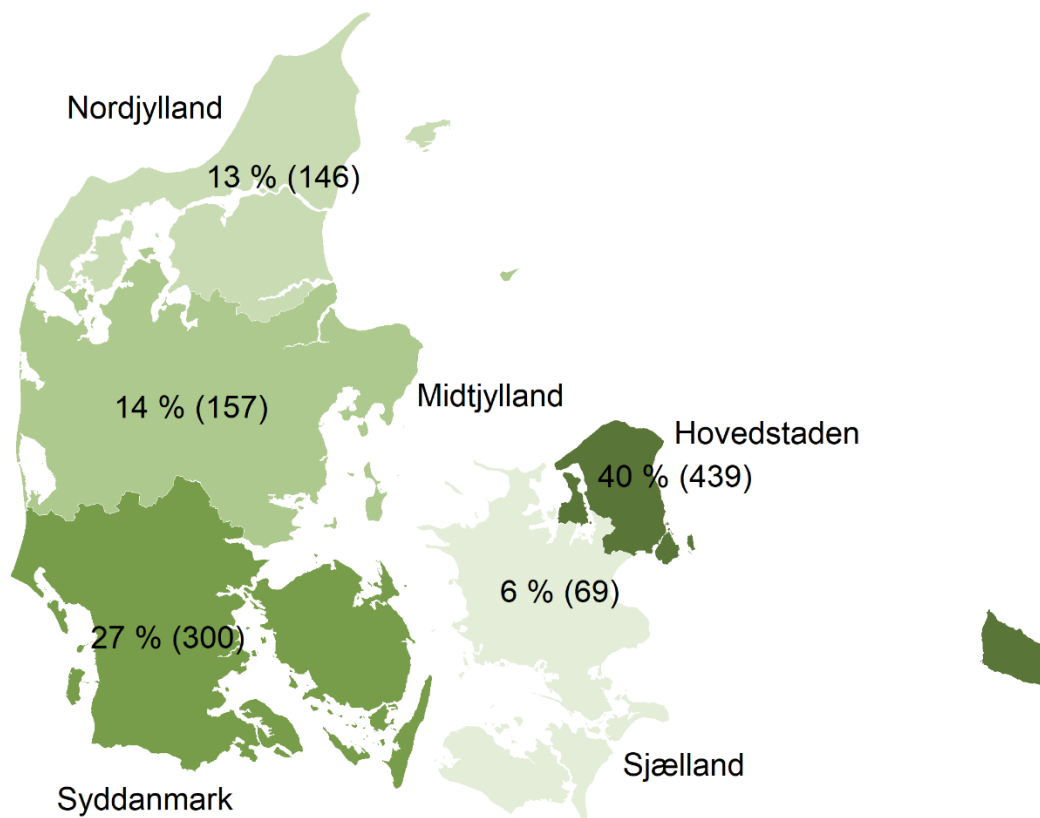 Nordjylland
13 % (146)
Midtjylland
14 % (157)
Hovedstaden
40 % (439)
6 % (69)
27 % (300)
Sjælland
Syddanmark